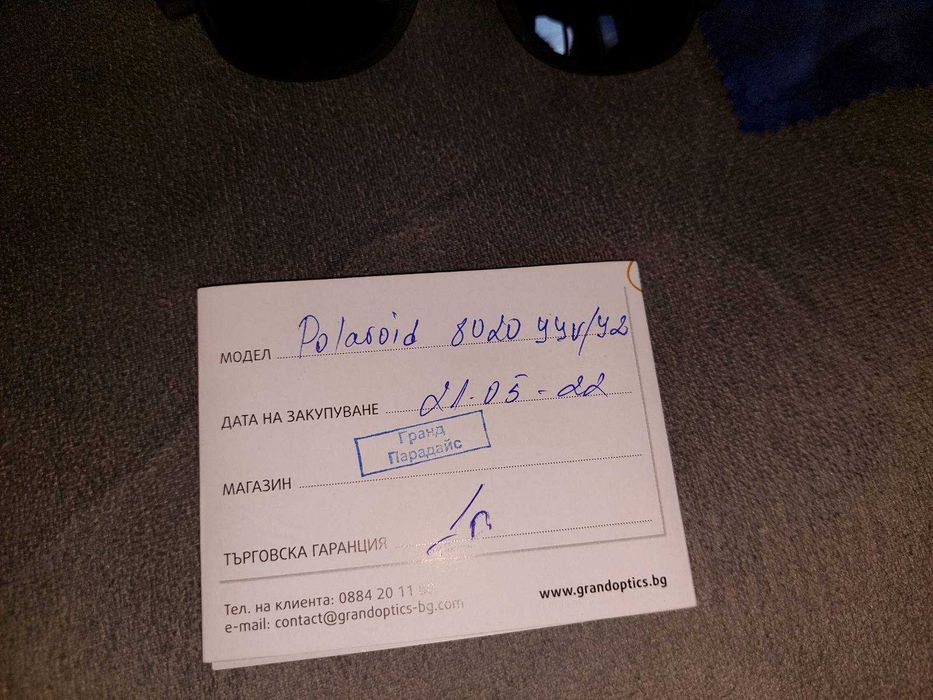 МОДЕЛ Polaroid 8020 yyv/y2
ДАТА НА ЗАКУПУВАНЕ 21.05-22
Гранд
Парадайс
МАГАЗИН
ТЪРГОВСКА ГАРАНЦИЯ
Тел. на клиента: 0884 20 11
e-mail: contact@grandoptics-bg.com
www.grandoptics.bg